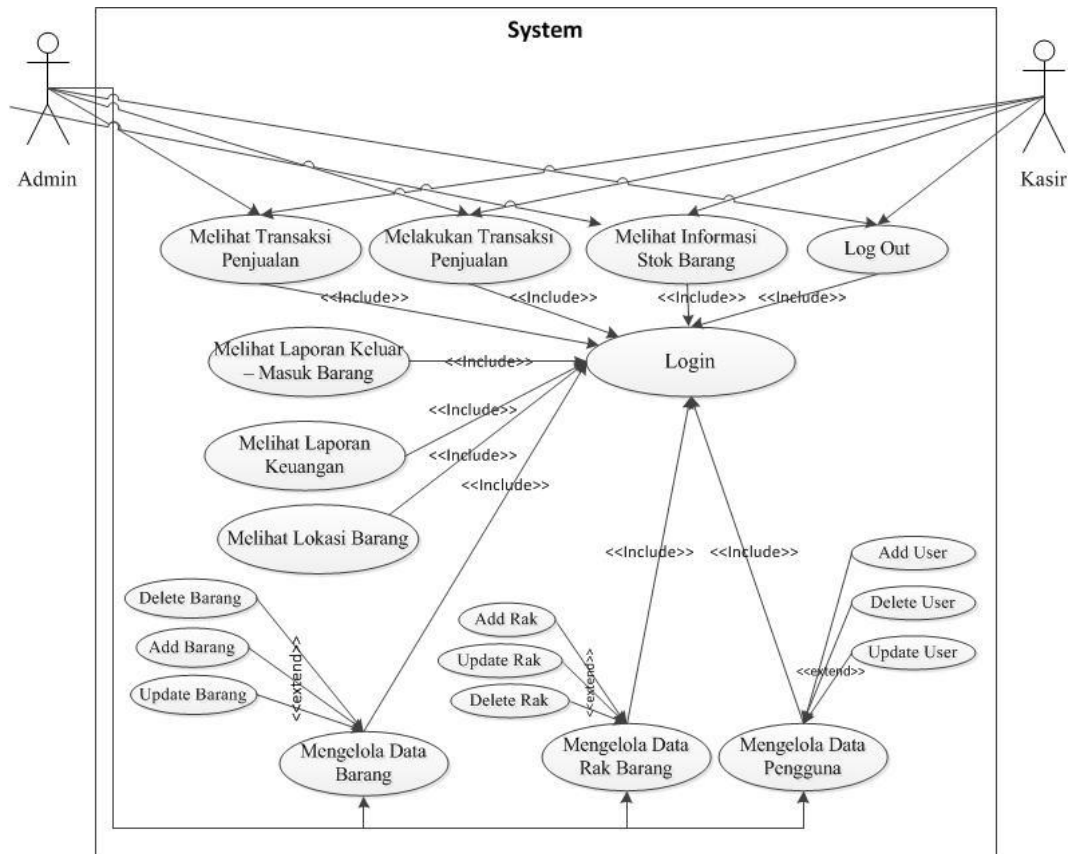 System
Admin
Kasir
Melihat Transaksi
Penjualan
Melakukan Transaksi
Penjualan
Melihat Informasi
Stok Barang
Log Out
<<Include>>
<<Include>>
<<Include>>
<<Include>>
Melihat Laporan Keluar
– Masuk Barang
<<Include>>
Login
<<Include>>
Melihat Laporan
Keuangan
<<Include>>
<<Include>>
Melihat Lokasi Barang
<<Include>>
<<Include>>
Add User
Delete Barang
Delete User
Add Rak
Add Barang
Update User
Update Rak
<<extend>>
<<extend>>
<<extend>>
Update Barang
Delete Rak
Mengelola Data
Barang
Mengelola Data
Rak Barang
Mengelola Data
Pengguna